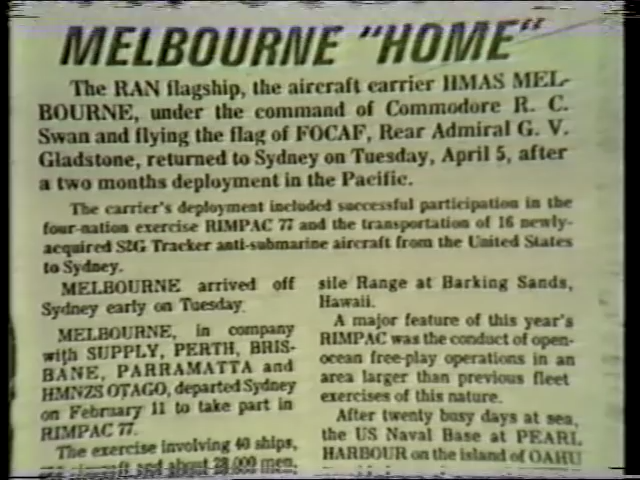 MELBOURNE "HOME"
The RAN flagship, the aircraft carrier HMAS MEL-
BOURNE, under the command of Commodore R. C.
Swan and flying the flag of FOCAF, Rear Admiral G. V.
Gladstone, returned to Sydney on Tuesday, April 5, after
a two months deployment in the Pacific.
The carrier's deployment included successful participation in the
four-nation exercise RIMPAC 77 and the transportation of 16 newly-
acquired S2G Tracker anti-submarine aircraft from the United States
to Sydney.
MELBOURNE arrived off
Sydney early on Tuesday.
MELBOURNE, in company
with SUPPLY, PERTH, BRIS-
BANE, PARRAMATTA and
HMNZS OTAGO, departed Sydney
on February 11 to take part in
RIMPAC 77.
The exercise involving 40 ships,
aircraft and about 28,000 men,
sile Range at Barking Sands,
Hawaii.
A major feature of this year's
RIMPAC was the conduct of open-
ocean free-play operations in an
area larger than previous fleet
exercises of this nature.
After twenty busy days at sea,
the US Naval Base at PEARL
HARBOUR on the island of OAHU